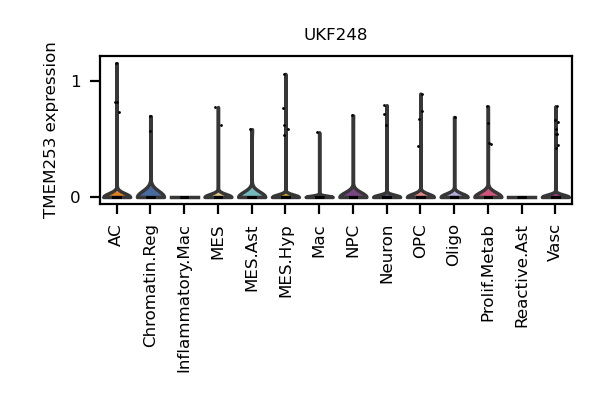 UKF248
TMEM253 expression
1
0
AC
Chromatin.Reg
Inflammatory.Mac
MES
MES.Ast
MES.Hyp
Mac
NPC
Neuron
OPC
Oligo
Prolif.Metab
Reactive.Ast
Vasc